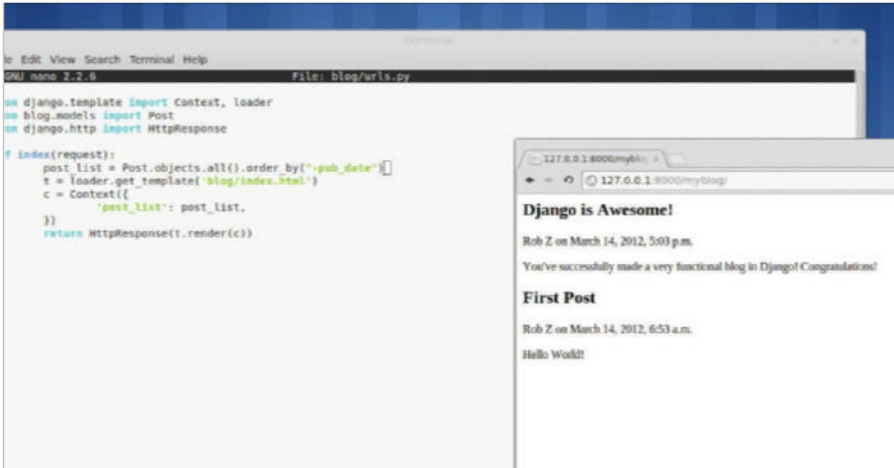 le Edit View Search Terminal Help
GNU nano 2.2.6 File: blog/urls.py
om django.template import Context, loader
om blog.models import Post
om django.http import HttpResponse
f index(request):
post_list = Post.objects.all().order_by("-pub_date")
t = loader.get_template('blog/index.html')
c = Context({
'post_list': post_list,
})
return HttpResponse(t.render(c))
127.0.0.1:8000/myblog
127.0.0.1:8000/myblog/
Django is Awesome!
Rob Z on March 14, 2012, 5:03 p.m.
You've successfully made a very functional blog in Django! Congratulations!
First Post
Rob Z on March 14, 2012, 6:53 a.m.
Hello World!